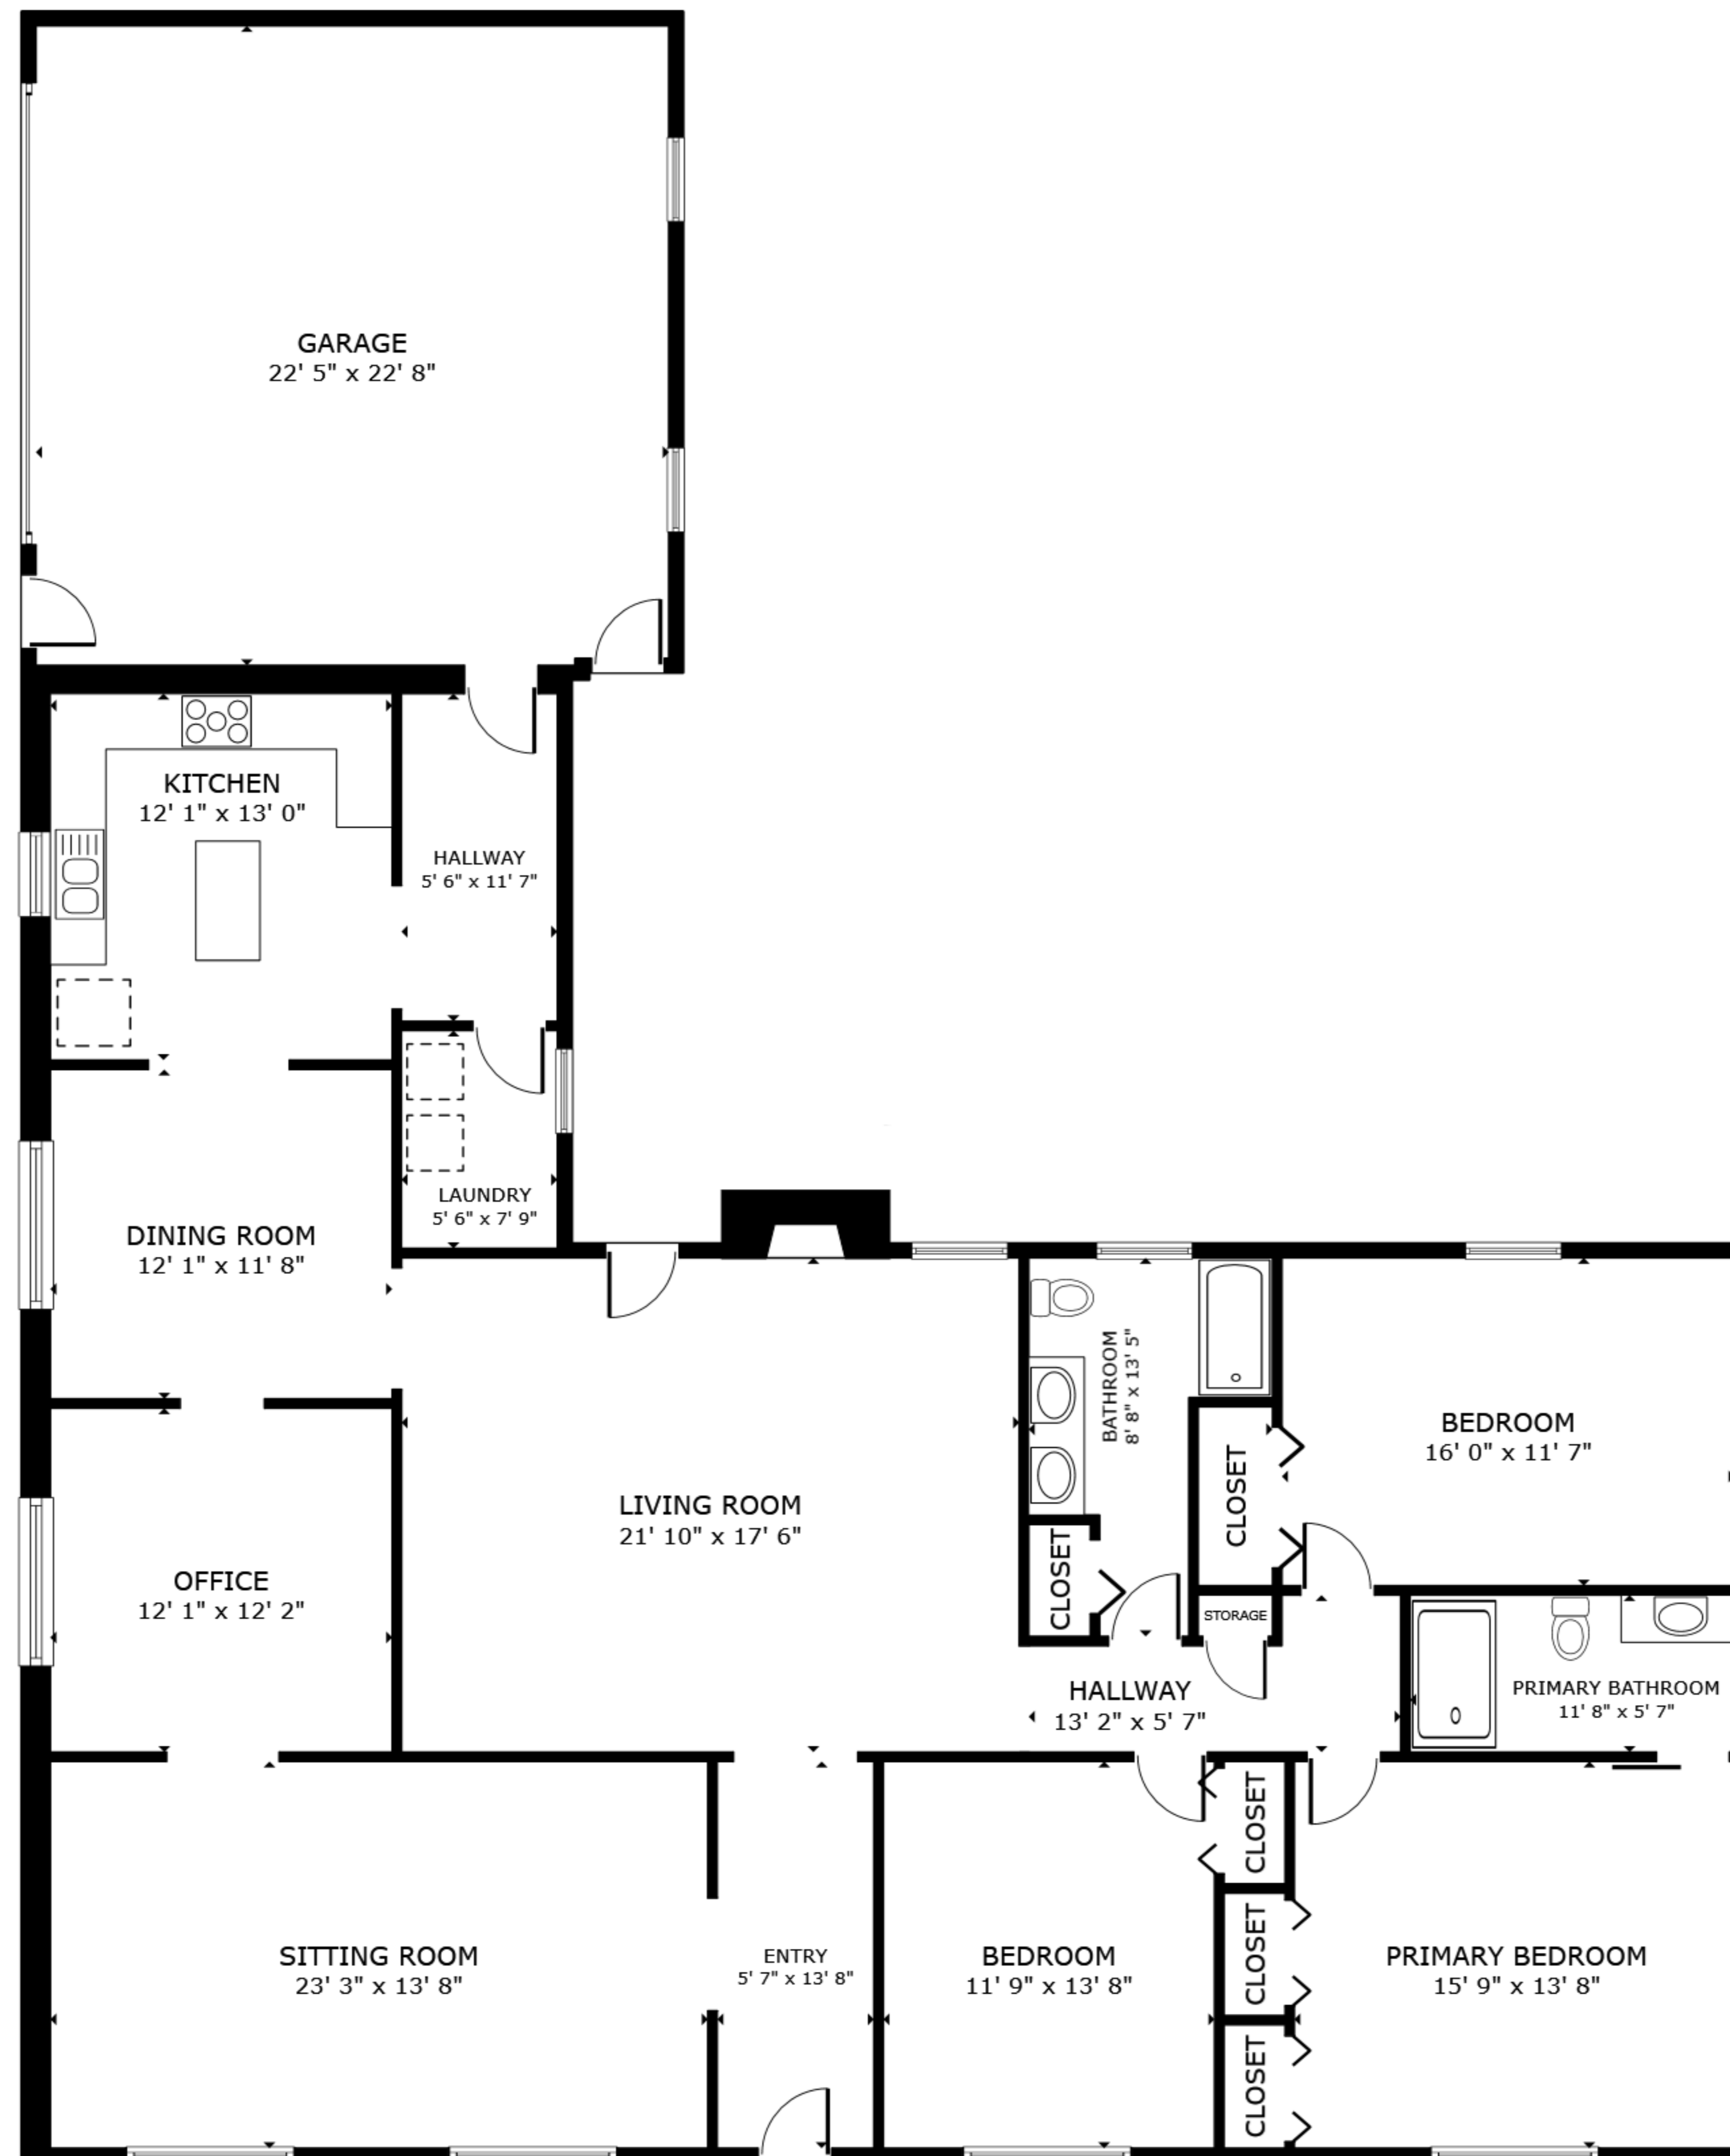 GARAGE
22' 5" x 22' 8"
KITCHEN
12' 1" x 13' 0"
HALLWAY
5' 6" x 11' 7"
LAUNDRY
5' 6" x 7' 9"
DINING ROOM
12' 1" x 11' 8"
BATHROOM
8' 8" x 13' 5"
BEDROOM
16' 0" x 11' 7"
CLOSET
LIVING ROOM
21' 10" x 17' 6"
CLOSET
OFFICE
12' 1" x 12' 2"
STORAGE
HALLWAY
13' 2" x 5' 7"
PRIMARY BATHROOM
11' 8" x 5' 7"
CLOSET
SITTING ROOM
23' 3" x 13' 8"
ENTRY
5' 7" x 13' 8"
BEDROOM
11' 9" x 13' 8"
CLOSET
PRIMARY BEDROOM
15' 9" x 13' 8"
CLOSET